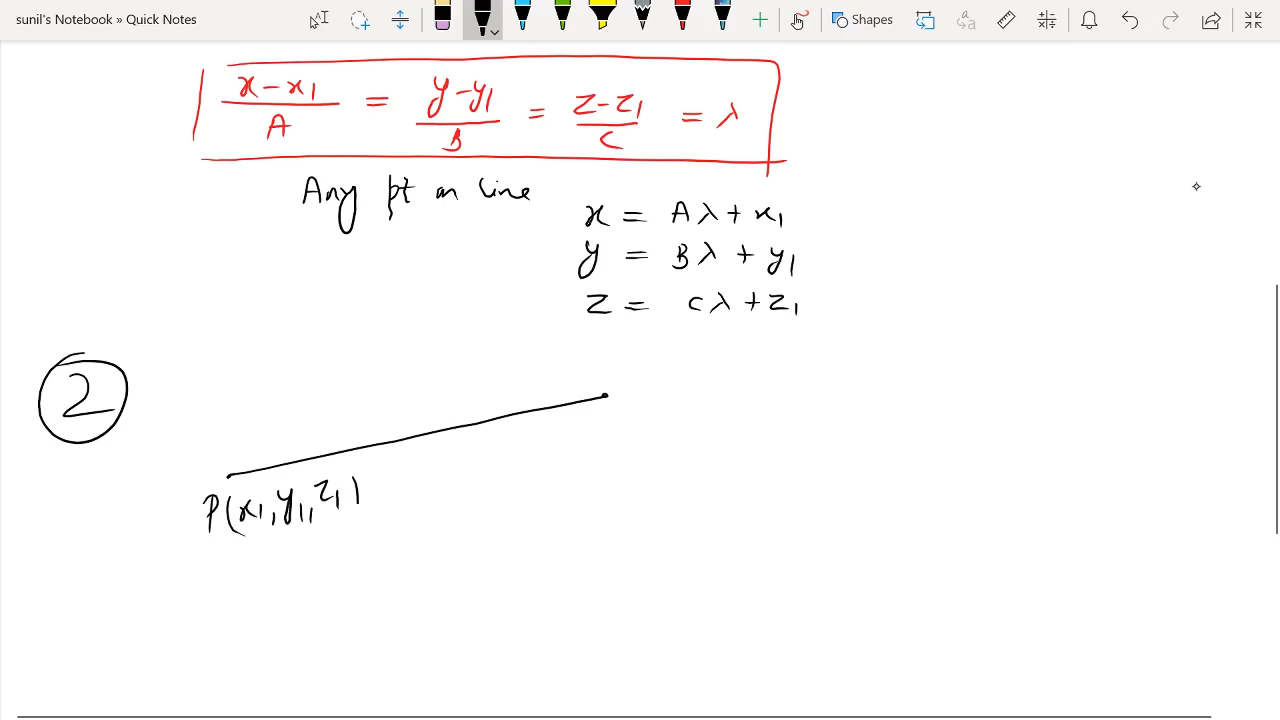 sunil's Notebook » Quick Notes
Shapes
x - x1 / A = y - y1 / B = z - z1 / C = λ
Any pt on line
x = Aλ + x1
y = Bλ + y1
z = cλ + z1
2
P(x1, y1, z1)